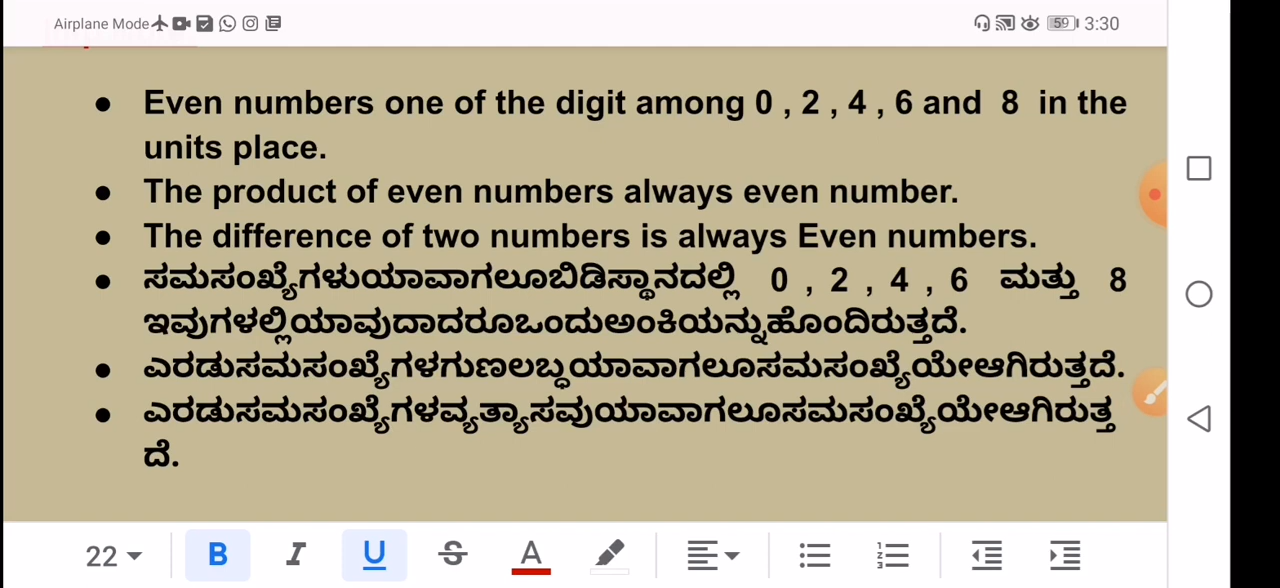 Airplane Mode 59 3:30
● Even numbers one of the digit among 0 , 2 , 4 , 6 and 8 in the
units place.
● The product of even numbers always even number.
● The difference of two numbers is always Even numbers.
● ಸಮಸಂಖ್ಯೆಗಳುಯಾವಾಗಲೂಬಿಡಿಸ್ಥಾನದಲ್ಲಿ 0 , 2 , 4 , 6 ಮತ್ತು 8
ಇವುಗಳಲ್ಲಿಯಾವುದಾದರೂಒಂದುಅಂಕಿಯನ್ನುಹೊಂದಿರುತ್ತದೆ.
● ಎರಡುಸಮಸಂಖ್ಯೆಗಳಗುಣಲಬ್ಧಯಾವಾಗಲೂಸಮಸಂಖ್ಯೆಯೇಆಗಿರುತ್ತದೆ.
● ಎರಡುಸಮಸಂಖ್ಯೆಗಳವ್ಯತ್ಯಾಸವುಯಾವಾಗಲೂಸಮಸಂಖ್ಯೆಯೇಆಗಿರುತ್ತ
ದೆ.
22 B I U S A